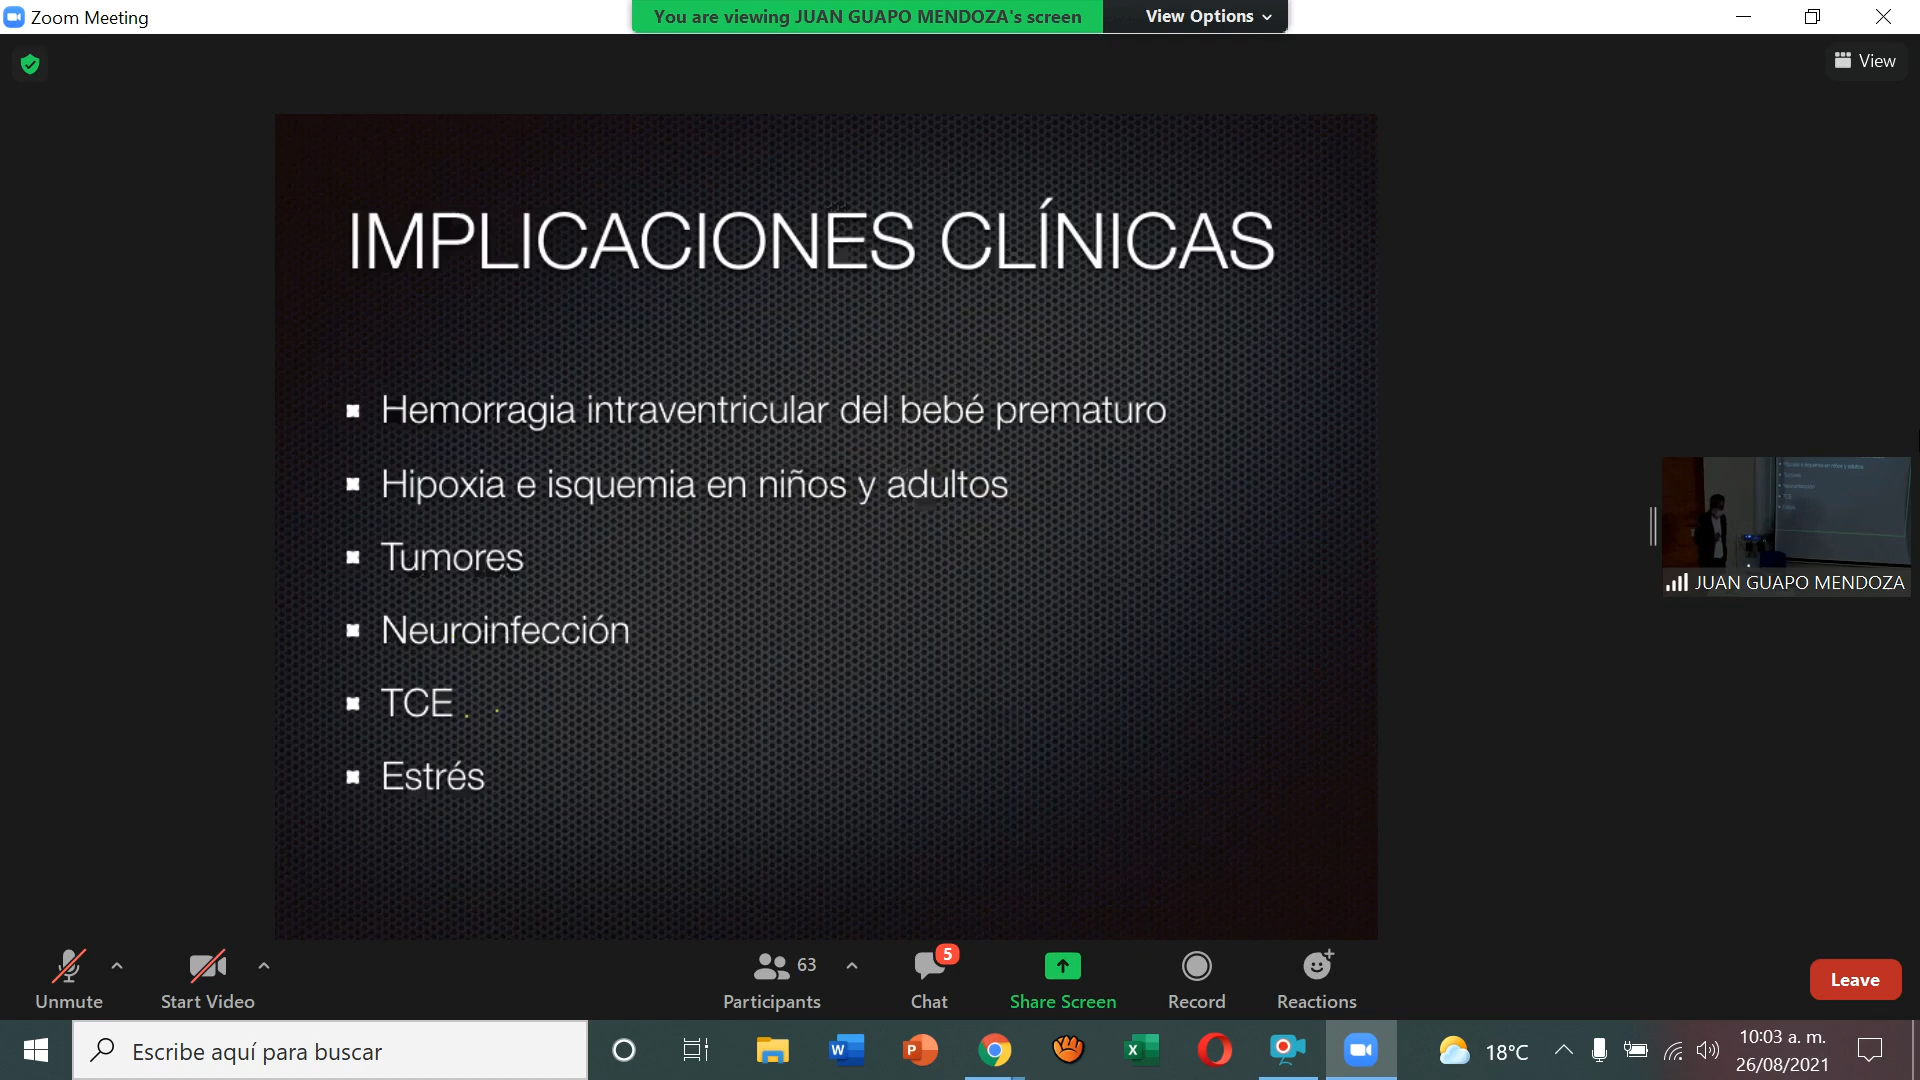 Zoom Meeting
You are viewing JUAN GUAPO MENDOZA's screen
View Options
View
IMPLICACIONES CLÍNICAS
Hemorragia intraventricular del bebé prematuro
Hipoxia e isquemia en niños y adultos
Tumores
Neuroinfección
TCE
Estrés
JUAN GUAPO MENDOZA
Unmute
Start Video
63
Participants
5
Chat
Share Screen
Record
Reactions
Leave
Escribe aquí para buscar
18°C
10:03 a. m.
26/08/2021